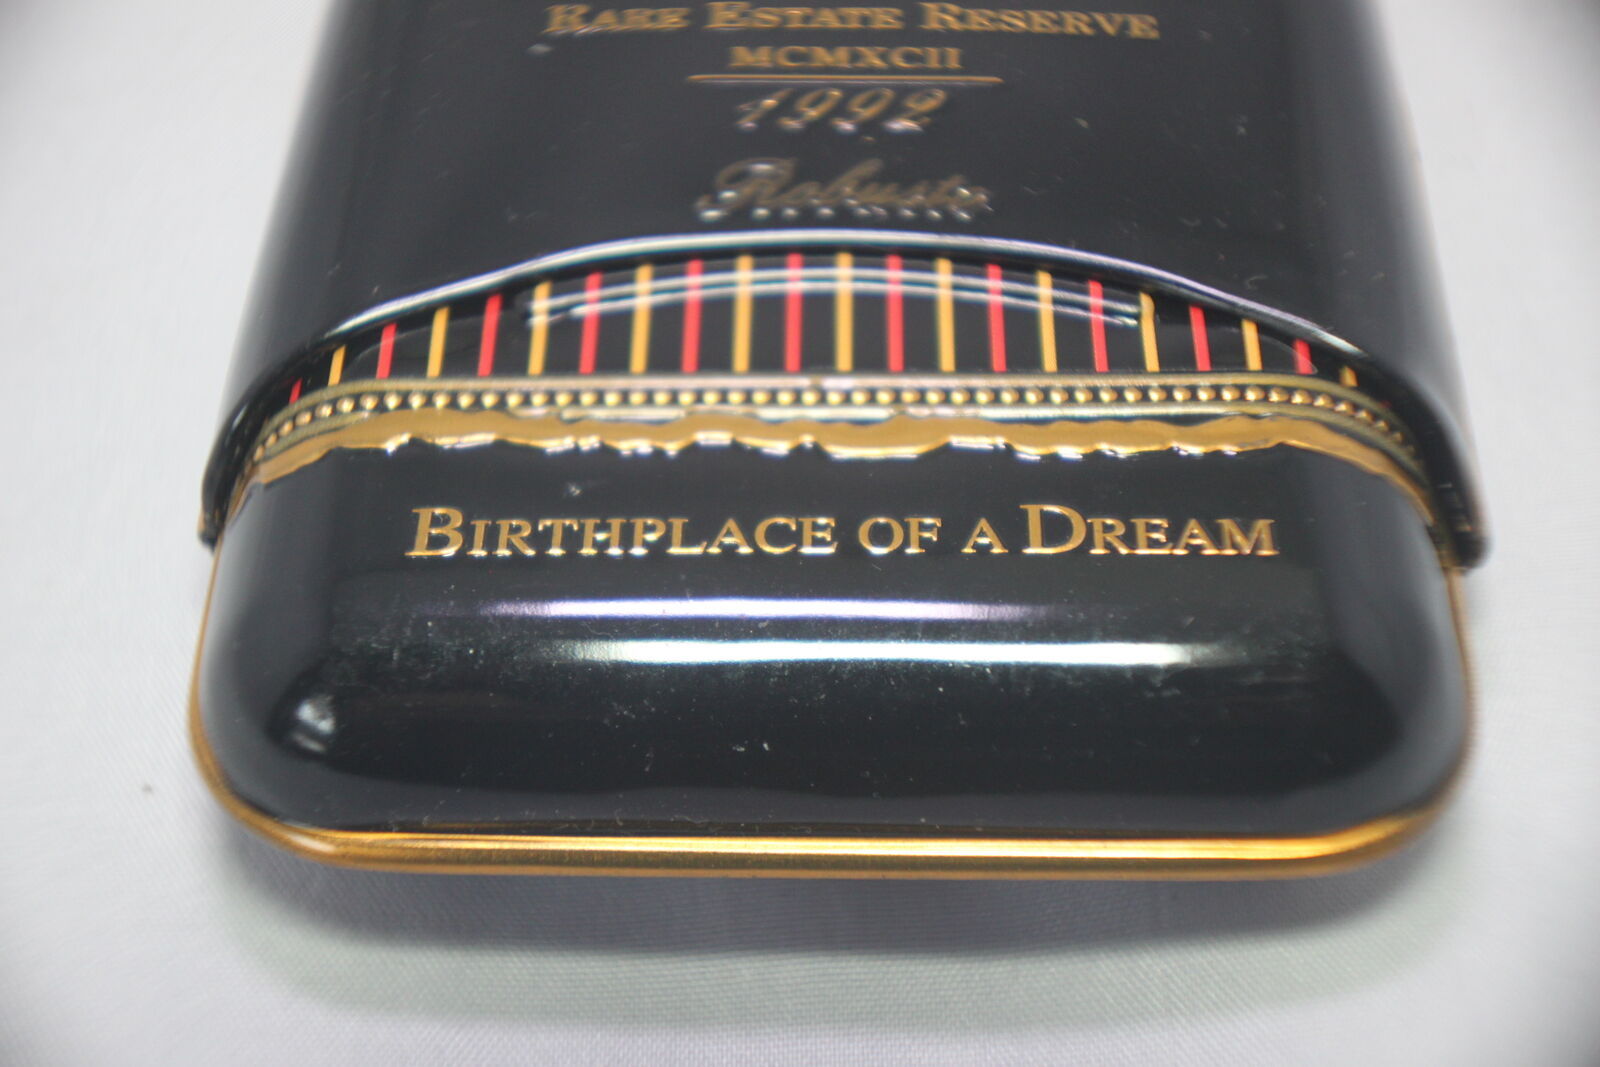 RARE ESTATE RESERVE
MCMXCII
1992
Robusto
BIRTHPLACE OF A DREAM